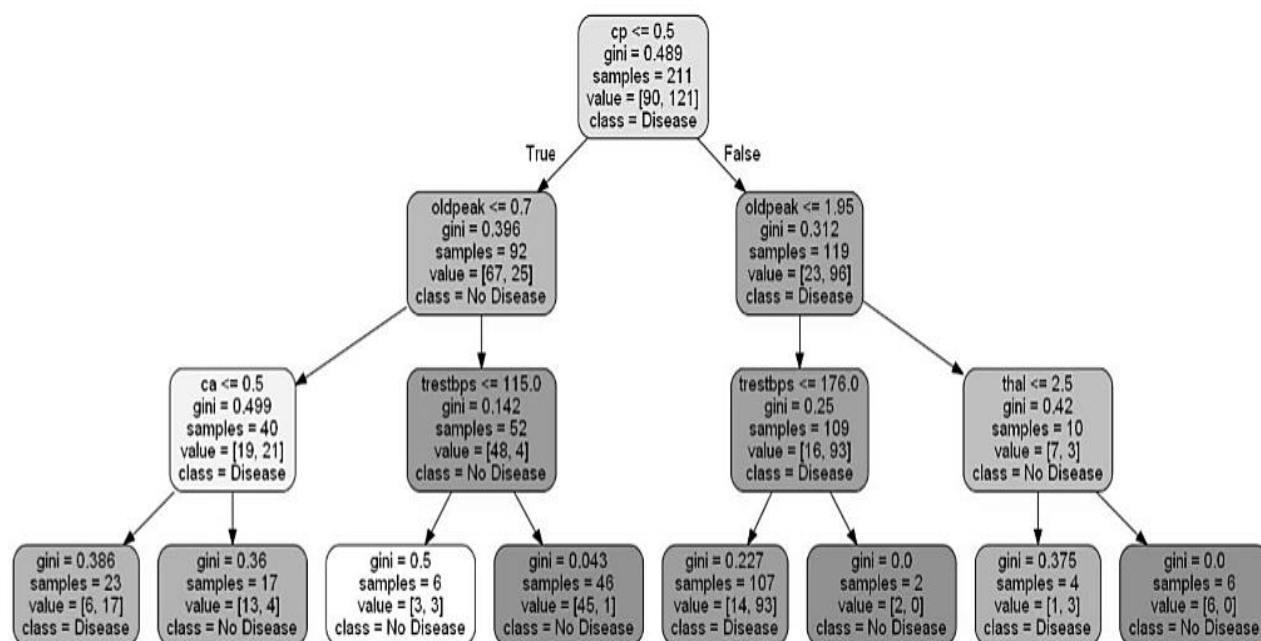 cp <= 0.5
gini = 0.489
samples = 211
value = [90, 121]
class = Disease
True
False
oldpeak <= 0.7
gini = 0.396
samples = 92
value = [67, 25]
class = No Disease
oldpeak <= 1.95
gini = 0.312
samples = 119
value = [23, 96]
class = Disease
ca <= 0.5
gini = 0.499
samples = 40
value = [19, 21]
class = Disease
trestbps <= 115.0
gini = 0.142
samples = 52
value = [48, 4]
class = No Disease
trestbps <= 176.0
gini = 0.25
samples = 109
value = [16, 93]
class = Disease
thal <= 2.5
gini = 0.42
samples = 10
value = [7, 3]
class = No Disease
gini = 0.386
samples = 23
value = [6, 17]
class = Disease
gini = 0.36
samples = 17
value = [13, 4]
class = No Disease
gini = 0.5
samples = 6
value = [3, 3]
class = No Disease
gini = 0.043
samples = 46
value = [45, 1]
class = No Disease
gini = 0.227
samples = 107
value = [14, 93]
class = Disease
gini = 0.0
samples = 2
value = [2, 0]
class = No Disease
gini = 0.375
samples = 4
value = [1, 3]
class = Disease
gini = 0.0
samples = 6
value = [6, 0]
class = No Disease